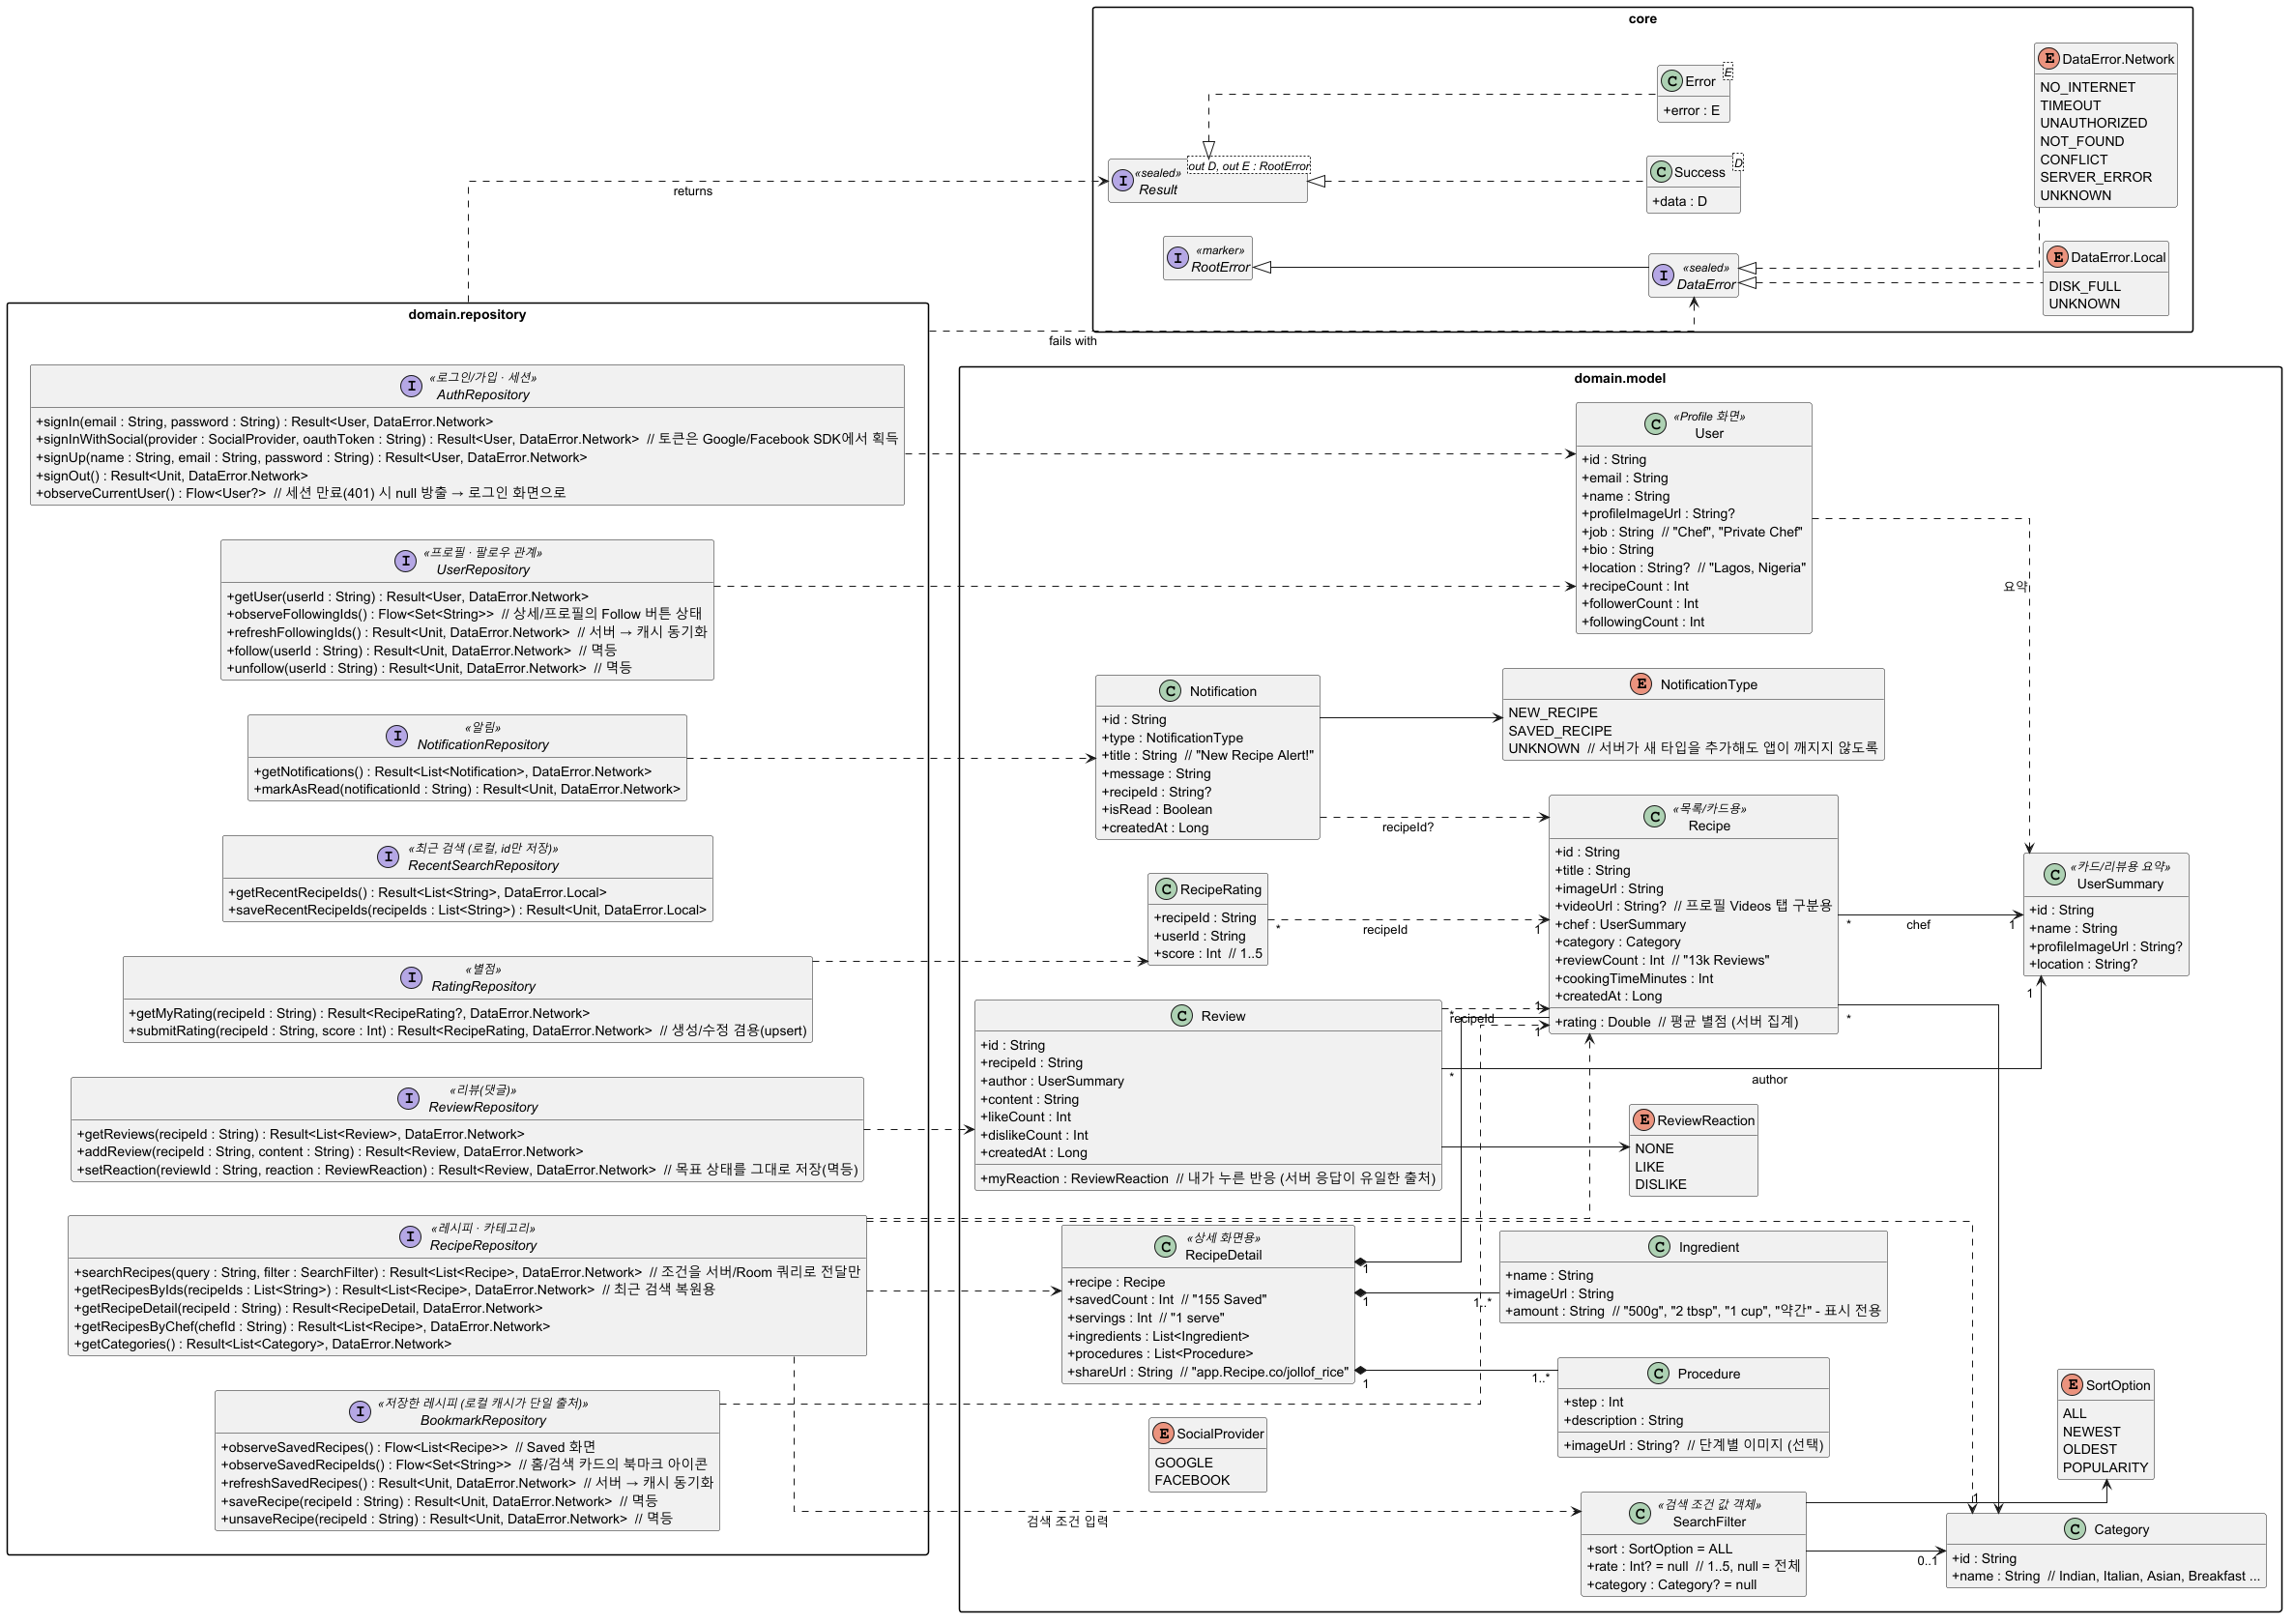 core
E
Error
+error : E
DataError.Network
NO_INTERNET
TIMEOUT
UNAUTHORIZED
NOT_FOUND
CONFLICT
SERVER_ERROR
UNKNOWN
out D, out E : RootError
«sealed»
Result
D
Success
+data : D
returns
«marker»
RootError
«sealed»
DataError
DataError.Local
DISK_FULL
UNKNOWN
fails with
domain.repository
«로그인/가입 · 세션»
AuthRepository
+signIn(email : String, password : String) : Result<User, DataError.Network>
+signInWithSocial(provider : SocialProvider, oauthToken : String) : Result<User, DataError.Network>  // 토큰은 Google/Facebook SDK에서 획득
+signUp(name : String, email : String, password : String) : Result<User, DataError.Network>
+signOut() : Result<Unit, DataError.Network>
+observeCurrentUser() : Flow<User?>  // 세션 만료(401) 시 null 방출 → 로그인 화면으로
«프로필 · 팔로우 관계»
UserRepository
+getUser(userId : String) : Result<User, DataError.Network>
+observeFollowingIds() : Flow<Set<String>>  // 상세/프로필의 Follow 버튼 상태
+refreshFollowingIds() : Result<Unit, DataError.Network>  // 서버 → 캐시 동기화
+follow(userId : String) : Result<Unit, DataError.Network>  // 멱등
+unfollow(userId : String) : Result<Unit, DataError.Network>  // 멱등
«알림»
NotificationRepository
+getNotifications() : Result<List<Notification>, DataError.Network>
+markAsRead(notificationId : String) : Result<Unit, DataError.Network>
«최근 검색 (로컬, id만 저장)»
RecentSearchRepository
+getRecentRecipeIds() : Result<List<String>, DataError.Local>
+saveRecentRecipeIds(recipeIds : List<String>) : Result<Unit, DataError.Local>
«별점»
RatingRepository
+getMyRating(recipeId : String) : Result<RecipeRating?, DataError.Network>
+submitRating(recipeId : String, score : Int) : Result<RecipeRating, DataError.Network>  // 생성/수정 겸용(upsert)
«리뷰(댓글)»
ReviewRepository
+getReviews(recipeId : String) : Result<List<Review>, DataError.Network>
+addReview(recipeId : String, content : String) : Result<Review, DataError.Network>
+setReaction(reviewId : String, reaction : ReviewReaction) : Result<Review, DataError.Network>  // 목표 상태를 그대로 저장(멱등)
«레시피 · 카테고리»
RecipeRepository
+searchRecipes(query : String, filter : SearchFilter) : Result<List<Recipe>, DataError.Network>  // 조건을 서버/Room 쿼리로 전달만
+getRecipesByIds(recipeIds : List<String>) : Result<List<Recipe>, DataError.Network>  // 최근 검색 복원용
+getRecipeDetail(recipeId : String) : Result<RecipeDetail, DataError.Network>
+getRecipesByChef(chefId : String) : Result<List<Recipe>, DataError.Network>
+getCategories() : Result<List<Category>, DataError.Network>
«저장한 레시피 (로컬 캐시가 단일 출처)»
BookmarkRepository
+observeSavedRecipes() : Flow<List<Recipe>>  // Saved 화면
+observeSavedRecipeIds() : Flow<Set<String>>  // 홈/검색 카드의 북마크 아이콘
+refreshSavedRecipes() : Result<Unit, DataError.Network>  // 서버 → 캐시 동기화
+saveRecipe(recipeId : String) : Result<Unit, DataError.Network>  // 멱등
+unsaveRecipe(recipeId : String) : Result<Unit, DataError.Network>  // 멱등
domain.model
«Profile 화면»
User
+id : String
+email : String
+name : String
+profileImageUrl : String?
+job : String  // "Chef", "Private Chef"
+bio : String
+location : String?  // "Lagos, Nigeria"
+recipeCount : Int
+followerCount : Int
+followingCount : Int
요약
Notification
+id : String
+type : NotificationType
+title : String  // "New Recipe Alert!"
+message : String
+recipeId : String?
+isRead : Boolean
+createdAt : Long
NotificationType
NEW_RECIPE
SAVED_RECIPE
UNKNOWN  // 서버가 새 타입을 추가해도 앱이 깨지지 않도록
recipeId?
«목록/카드용»
Recipe
+id : String
+title : String
+imageUrl : String
+videoUrl : String?  // 프로필 Videos 탭 구분용
+chef : UserSummary
+category : Category
+reviewCount : Int  // "13k Reviews"
+cookingTimeMinutes : Int
+createdAt : Long
+rating : Double  // 평균 별점 (서버 집계)
«카드/리뷰용 요약»
UserSummary
+id : String
+name : String
+profileImageUrl : String?
+location : String?
* chef 1
RecipeRating
+recipeId : String
+userId : String
+score : Int  // 1..5
* recipeId 1
Review
+id : String
+recipeId : String
+author : UserSummary
+content : String
+likeCount : Int
+dislikeCount : Int
+createdAt : Long
+myReaction : ReviewReaction  // 내가 누른 반응 (서버 응답이 유일한 출처)
* recipeId 1
1
*
1
* author
ReviewReaction
NONE
LIKE
DISLIKE
«상세 화면용»
RecipeDetail
+recipe : Recipe
+savedCount : Int  // "155 Saved"
+servings : Int  // "1 serve"
+ingredients : List<Ingredient>
+procedures : List<Procedure>
+shareUrl : String  // "app.Recipe.co/jollof_rice"
1
1 1..*
1 1..*
Ingredient
+name : String
+imageUrl : String
+amount : String  // "500g", "2 tbsp", "1 cup", "약간" - 표시 전용
Procedure
+step : Int
+description : String
+imageUrl : String?  // 단계별 이미지 (선택)
SocialProvider
GOOGLE
FACEBOOK
SortOption
ALL
NEWEST
OLDEST
POPULARITY
검색 조건 입력
«검색 조건 값 객체»
SearchFilter
+sort : SortOption = ALL
+rate : Int? = null  // 1..5, null = 전체
+category : Category? = null
1
0..1
Category
+id : String
+name : String  // Indian, Italian, Asian, Breakfast ...